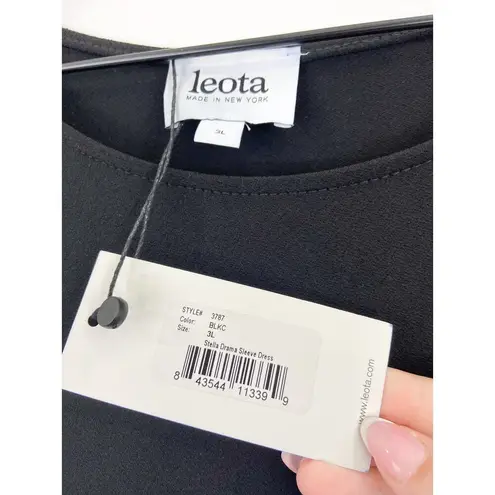 leota
MADE IN NEW YORK
3L
STYLE# 3787
Color: BLKC
Size: 3L
Stella Drama Sleeve Dress
8 43544 11339 9
www.leota.com